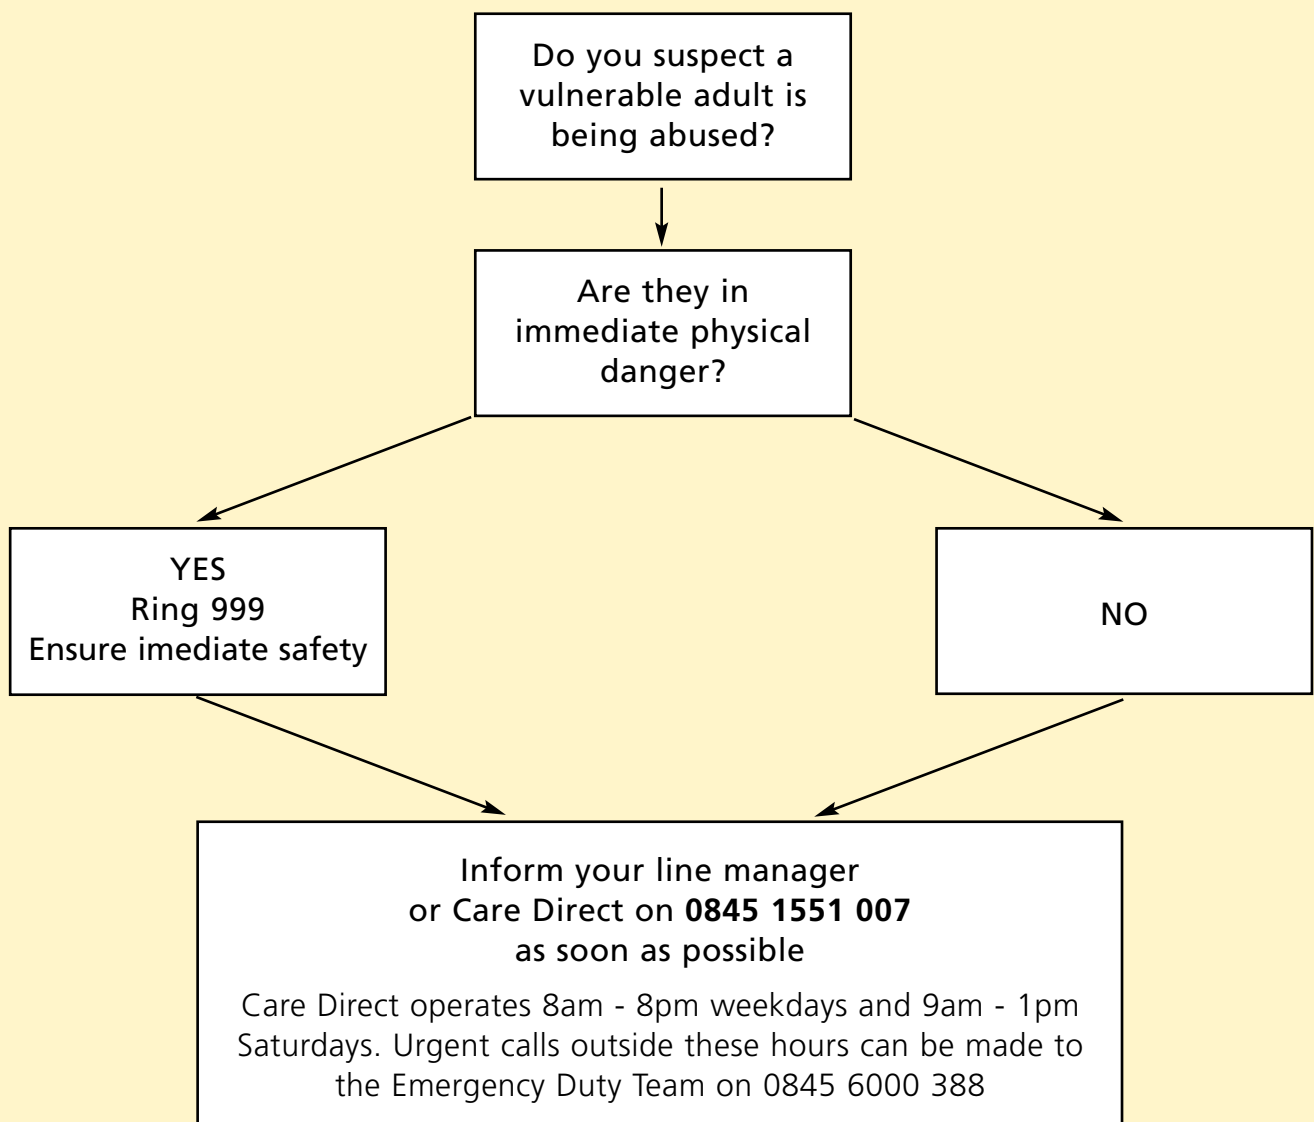 Do you suspect a
vulnerable adult is
being abused?
Are they in
immediate physical
danger?
YES
Ring 999
Ensure imediate safety
NO
Inform your line manager
or Care Direct on 0845 1551 007
as soon as possible
Care Direct operates 8am - 8pm weekdays and 9am - 1pm
Saturdays. Urgent calls outside these hours can be made to
the Emergency Duty Team on 0845 6000 388